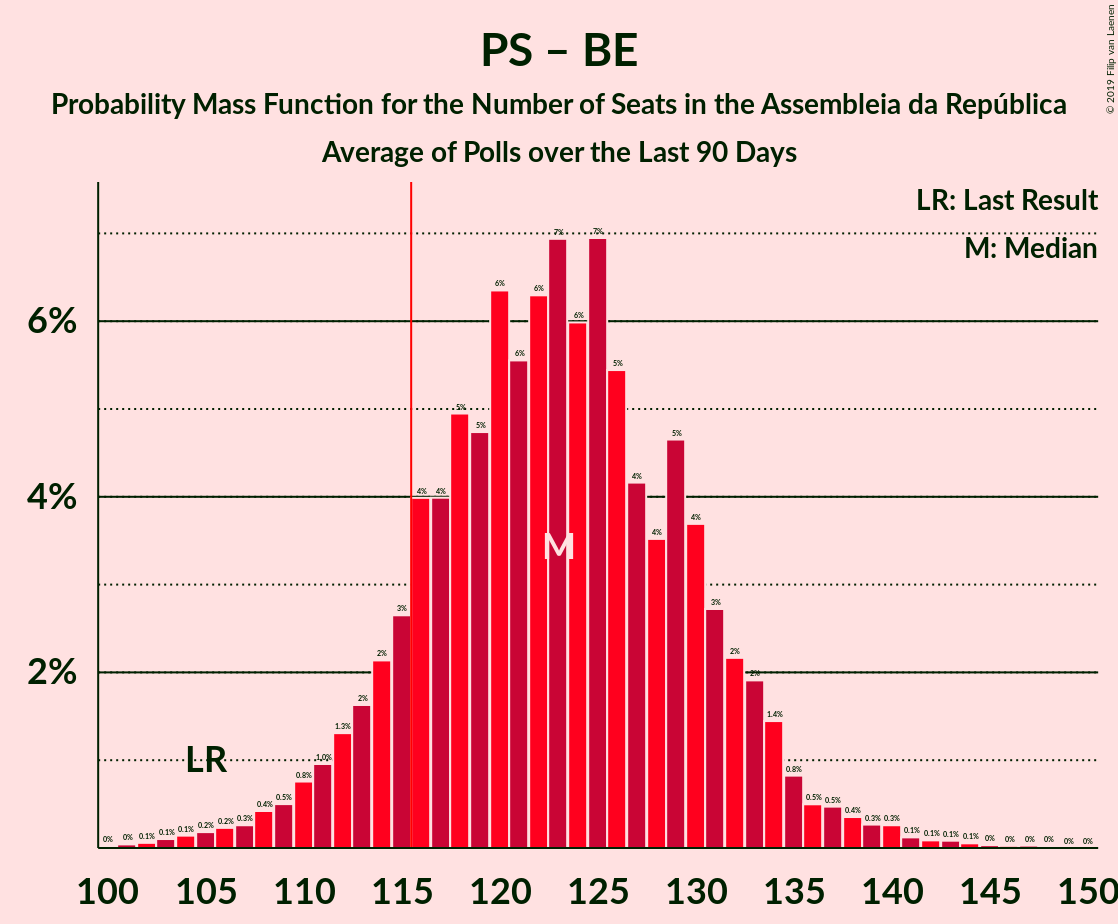 PS – BE
Probability Mass Function for the Number of Seats in the Assembleia da República
Average of Polls over the Last 90 Days
© 2019 Filip van Laenen
LR: Last Result
M: Median
6%
4%
2%
0% 0% 0.1% 0.1% 0.1% 0.2% 0.2% 0.3% 0.4% 0.5% 0.8% 1.0% 1.3% 2% 2% 3% 4% 4% 5% 5% 6% 6% 6% 7% 6% 7% 5% 4% 4% 5% 4% 3% 2% 2% 1.4% 0.8% 0.5% 0.5% 0.4% 0.3% 0.3% 0.1% 0.1% 0.1% 0.1% 0% 0% 0% 0% 0% 0%
M
LR
100 105 110 115 120 125 130 135 140 145 150